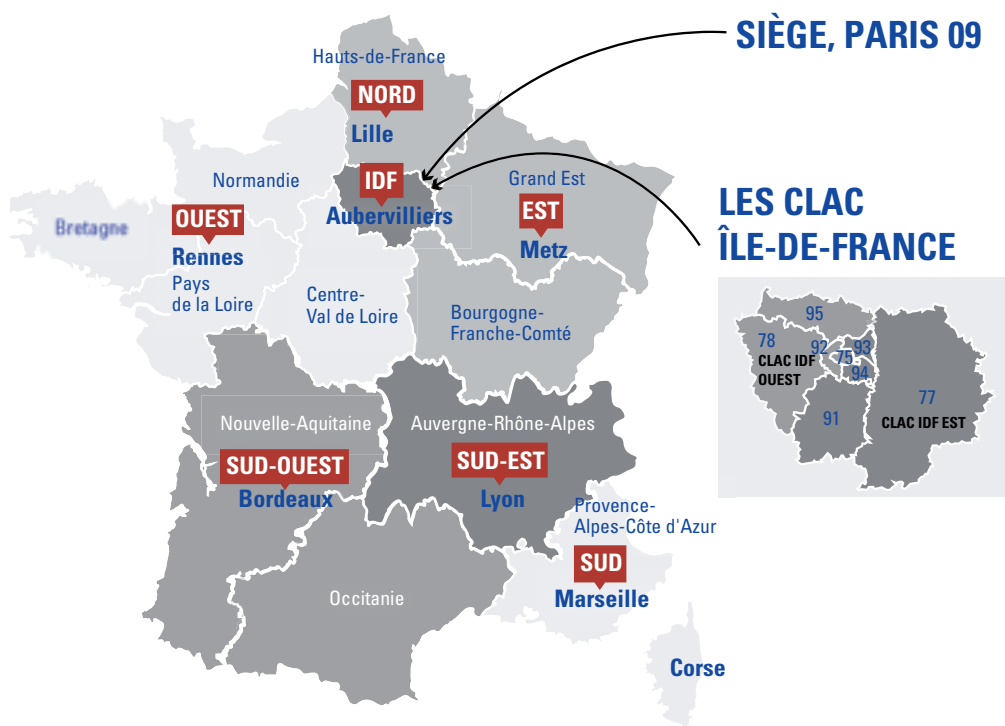 SIÈGE, PARIS 09
Hauts-de-France
NORD
Lille
Normandie
IDF
Aubervilliers
Grand Est
EST
Metz
OUEST
Bretagne
Rennes
Pays
de la Loire
Centre-
Val de Loire
Bourgogne-
Franche-Comté
LES CLAC
ÎLE-DE-FRANCE
95
78
92
93
75
94
CLAC IDF
OUEST
91
77
CLAC IDF EST
Nouvelle-Aquitaine
SUD-OUEST
Bordeaux
Auvergne-Rhône-Alpes
SUD-EST
Lyon
Provence-
Alpes-Côte d'Azur
SUD
Marseille
Occitanie
Corse